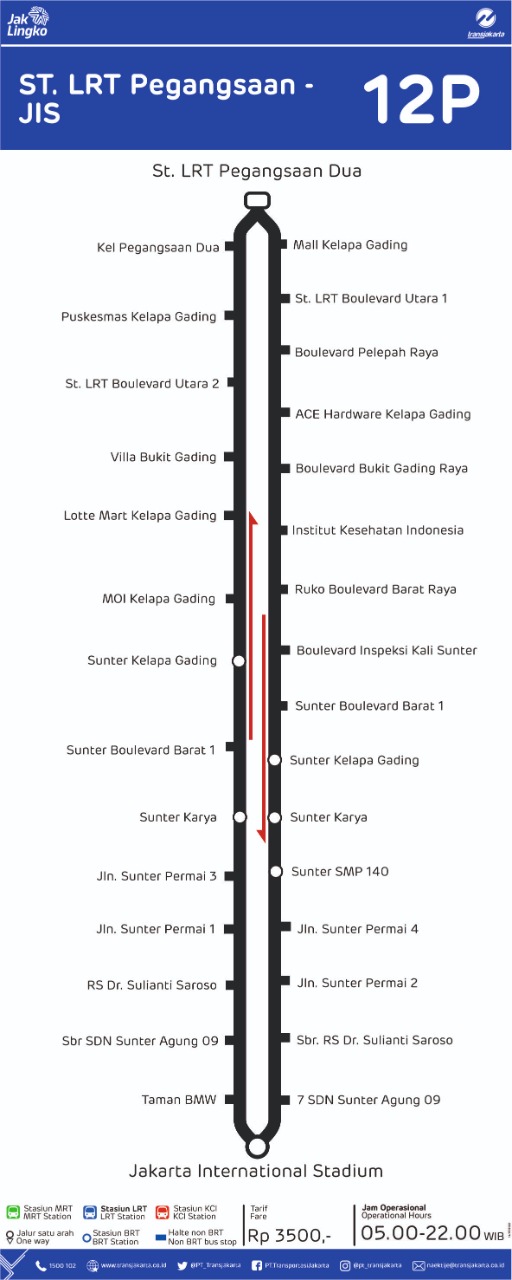 Jak
Lingko
transjakarta
ST. LRT Pegangsaan -
JIS
12P
St. LRT Pegangsaan Dua
Kel Pegangsaan Dua
Puskesmas Kelapa Gading
St. LRT Boulevard Utara 2
Villa Bukit Gading
Lotte Mart Kelapa Gading
MOI Kelapa Gading
Sunter Kelapa Gading
Sunter Boulevard Barat 1
Sunter Karya
Jln. Sunter Permai 3
Jln. Sunter Permai 1
RS Dr. Sulianti Saroso
Sbr SDN Sunter Agung 09
Taman BMW
Mall Kelapa Gading
St. LRT Boulevard Utara 1
Boulevard Pelepah Raya
ACE Hardware Kelapa Gading
Boulevard Bukit Gading Raya
Institut Kesehatan Indonesia
Ruko Boulevard Barat Raya
Boulevard Inspeksi Kali Sunter
Sunter Boulevard Barat 1
Sunter Kelapa Gading
Sunter Karya
Sunter SMP 140
Jln. Sunter Permai 4
Jln. Sunter Permai 2
Sbr. RS Dr. Sulianti Saroso
7 SDN Sunter Agung 09
Jakarta International Stadium
Stasiun MRT
MRT Station
Stasiun LRT
LRT Station
Stasiun KCI
KCI Station
Jalur satu arah
One way
Stasiun BRT
BRT Station
Halte non BRT
Non BRT bus stop
Tarif
Fare
Rp 3500,-
Jam Operasional
Operational Hours
05.00-22.00 WIB
1500 102
www.transjakarta.co.id
@PT_Transjakarta
PT.TransportasiJakarta
@pt_transjakarta
naekeje@transjakarta.co.id